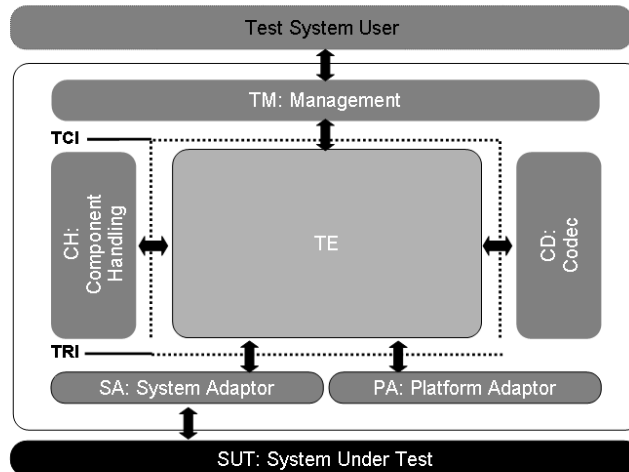 Test System User
TM: Management
TCI
CH:
Component
Handling
TE
CD:
Codec
TRI
SA: System Adaptor
PA: Platform Adaptor
SUT: System Under Test